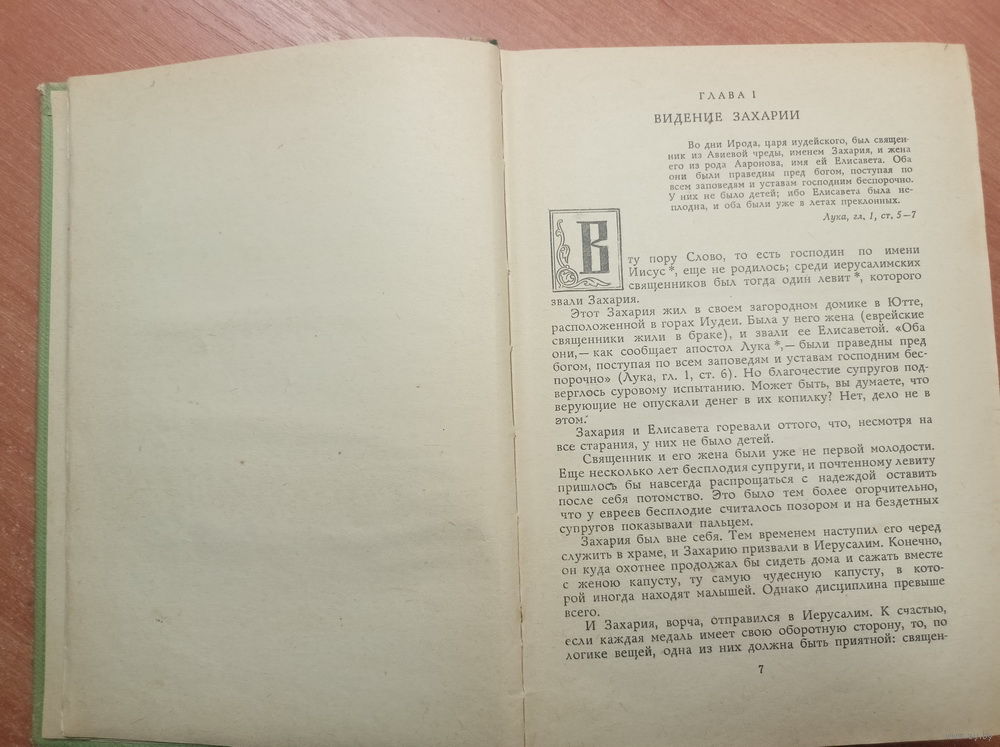 ГЛАВА I
ВИДЕНИЕ ЗАХАРИИ
Во дни Ирода, царя иудейского, был священ-
ник из Авиевой чреды, именем Захария, и жена
его из рода Ааронова, имя ей Елисавета. Оба
они были праведны пред богом, поступая по
всем заповедям и уставам господним беспорочно.
У них не было детей; ибо Елисавета была не-
плодна, и оба были уже в летах преклонных.
Лука, гл. 1, ст. 5—7
В ту пору Слово, то есть господин по имени
Иисус *, еще не родилось; среди иерусалимских
священников был тогда один левит *, которого
звали Захария.
Этот Захария жил в своем загородном домике в Ютте,
расположенной в горах Иудеи. Была у него жена (еврейские
священники жили в браке), и звали ее Елисаветой. «Оба
они,— как сообщает апостол Лука *,— были праведны пред
богом, поступая по всем заповедям и уставам господним бес-
порочно» (Лука, гл. 1, ст. 6). Но благочестие супругов под-
верглось суровому испытанию. Может быть, вы думаете, что
верующие не опускали денег в их копилку? Нет, дело не в
этом.
Захария и Елисавета горевали оттого, что, несмотря на
все старания, у них не было детей.
Священник и его жена были уже не первой молодости.
Еще несколько лет бесплодия супруги, и почтенному левиту
пришлось бы навсегда распрощаться с надеждой оставить
после себя потомство. Это было тем более огорчительно,
что у евреев бесплодие считалось позором и на бездетных
супругов показывали пальцем.
Захария был вне себя. Тем временем наступил его черед
служить в храме, и Захарию призвали в Иерусалим. Конечно,
он куда охотнее продолжал бы сидеть дома и сажать вместе
с женою капусту, ту самую чудесную капусту, в кото-
рой иногда находят малышей. Однако дисциплина превыше
всего.
И Захария, ворча, отправился в Иерусалим. К счастью,
если каждая медаль имеет свою оборотную сторону, то, по
логике вещей, одна из них должна быть приятной: священ-
7